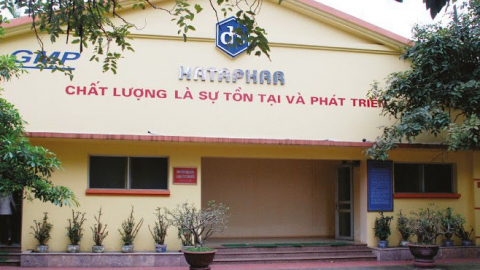 GMP
HATAPHAR
CHẤT LƯỢNG LÀ SỰ TỒN TẠI VÀ PHÁT TRIỂN